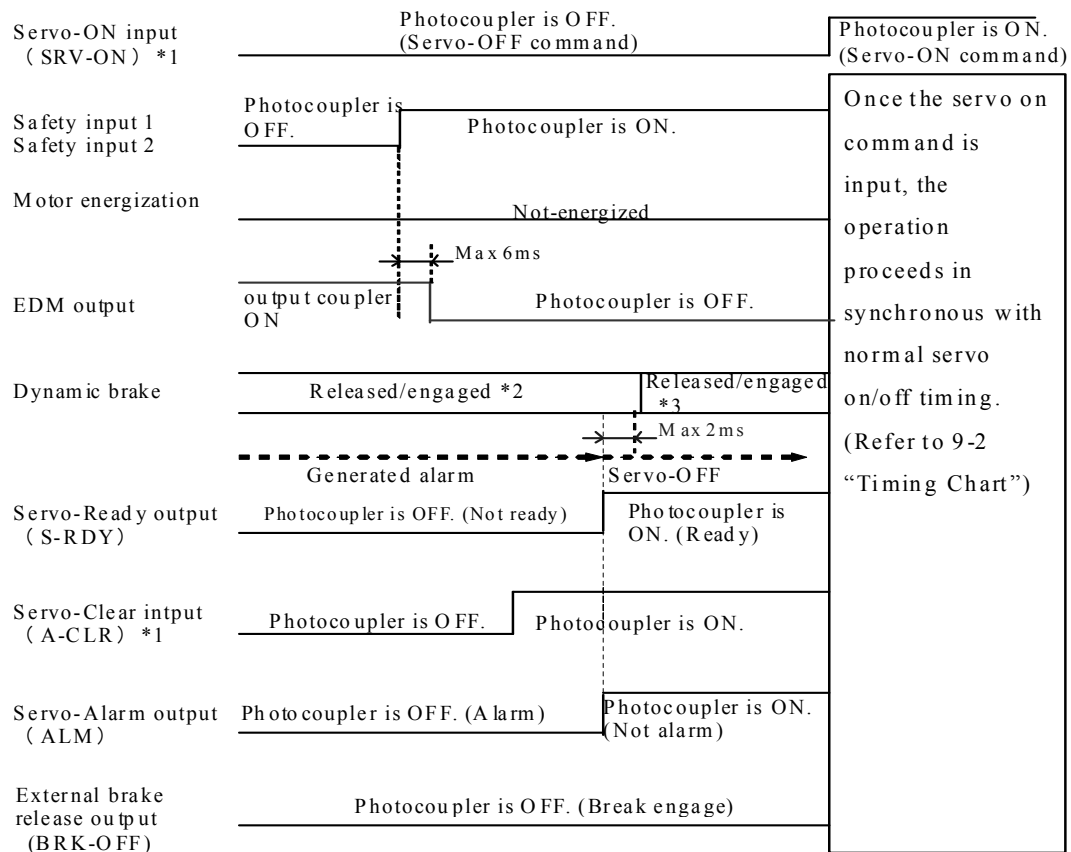 Servo-ON input
（SRV-ON） *1
Photocoupler is OFF.
(Servo-OFF command)
Photocoupler is ON.
(Servo-ON command)
Safety input 1
Safety input 2
Photocoupler is
OFF.
Photocoupler is ON.
Motor energization
Not-energized
Max 6ms
EDM output
output coupler
ON
Photocoupler is OFF.
Dynamic brake
Released/engaged *2
Released/engaged
*3
Max 2ms
Generated alarm
Servo-OFF
Servo-Ready output
（S-RDY）
Photocoupler is OFF. (Not ready)
Photocoupler is
ON. (Ready)
Servo-Clear intput
（A-CLR） *1
Photocoupler is OFF.
Photocoupler is ON.
Servo-Alarm output
（ALM）
Photocoupler is OFF. (Alarm)
Photocoupler is ON.
(Not alarm)
External brake
release output
(BRK-OFF)
Photocoupler is OFF. (Break engage)
Once the servo on
command is
input, the
operation
proceeds in
synchronous with
normal servo
on/off timing.
(Refer to 9-2
“Timing Chart”)